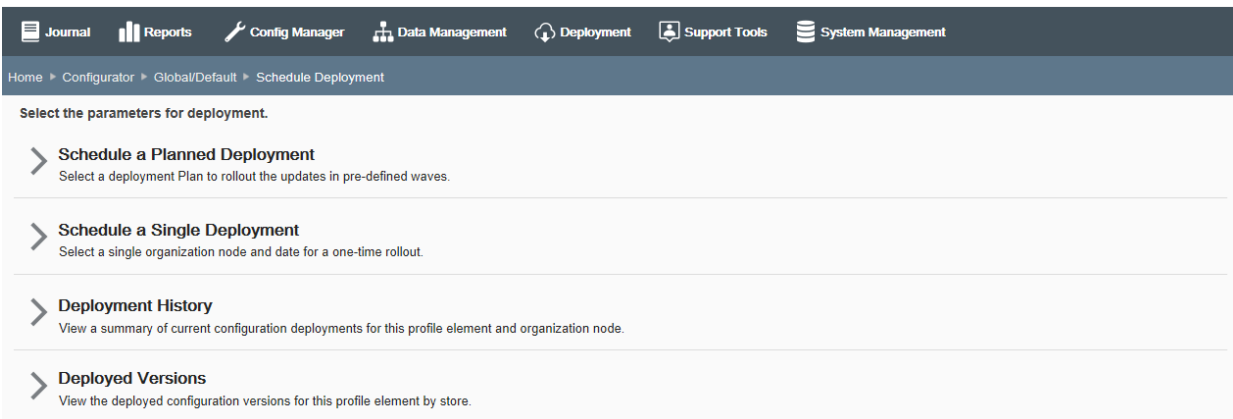 Journal Reports Config Manager Data Management Deployment Support Tools System Management
Home ▸ Configurator ▸ Global/Default ▸ Schedule Deployment
Select the parameters for deployment.
Schedule a Planned Deployment
Select a deployment Plan to rollout the updates in pre-defined waves.
Schedule a Single Deployment
Select a single organization node and date for a one-time rollout.
Deployment History
View a summary of current configuration deployments for this profile element and organization node.
Deployed Versions
View the deployed configuration versions for this profile element by store.